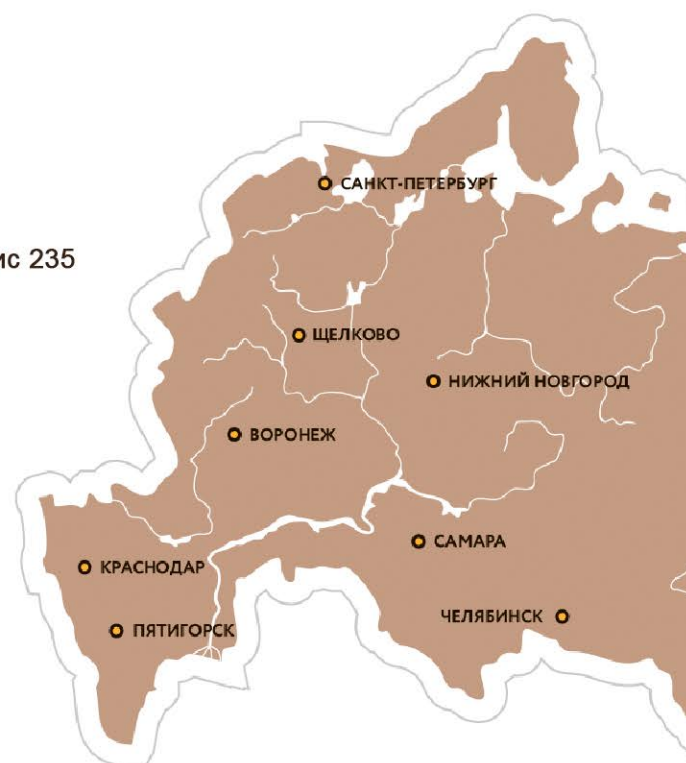 САНКТ-ПЕТЕРБУРГ
ис 235
ЩЕЛКОВО
НИЖНИЙ НОВГОРОД
ВОРОНЕЖ
САМАРА
КРАСНОДАР
ЧЕЛЯБИНСК
ПЯТИГОРСК